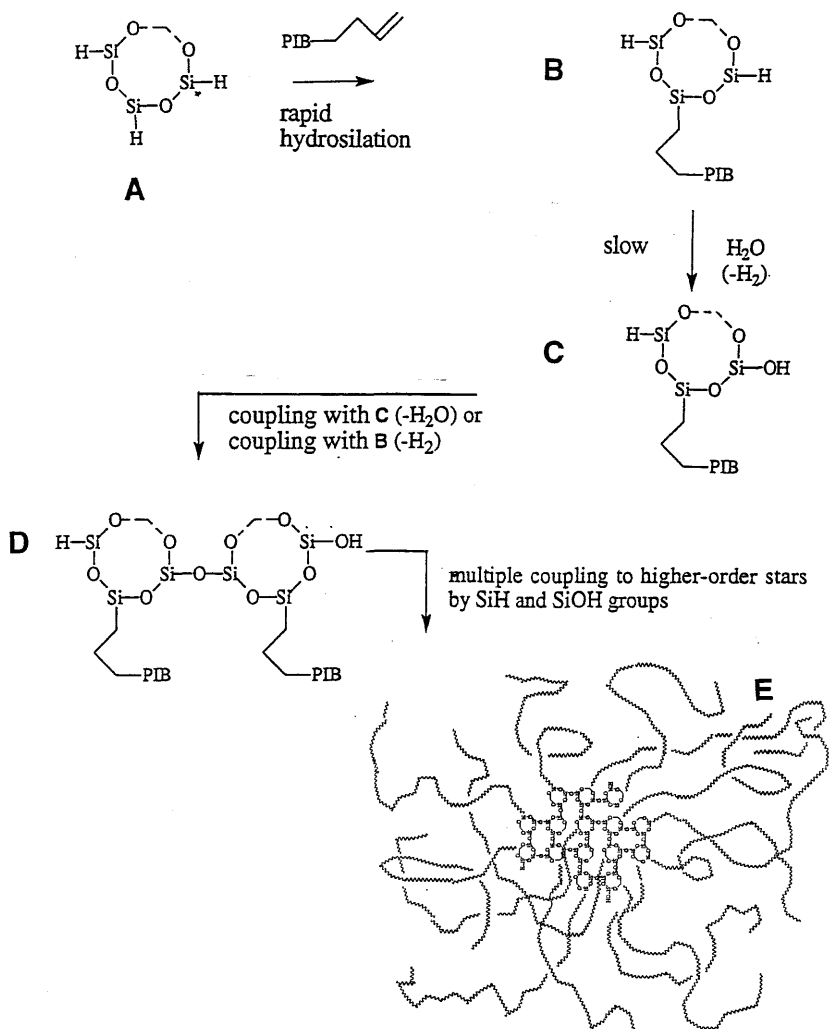 O
H–Si
O
O
Si–H
Si–O
H
A
PIB
rapid
hydrosilation
B
O
H–Si
O
O
Si–H
Si–O
PIB
slow
H₂O
(-H₂)
C
O
H–Si
O
O
Si–OH
Si–O
PIB
coupling with C (-H₂O) or
coupling with B (-H₂)
D
O
O
H–Si
O
O
Si–OH
O
Si–O–Si
O
Si–O
O–Si
PIB
PIB
multiple coupling to higher-order stars
by SiH and SiOH groups
E